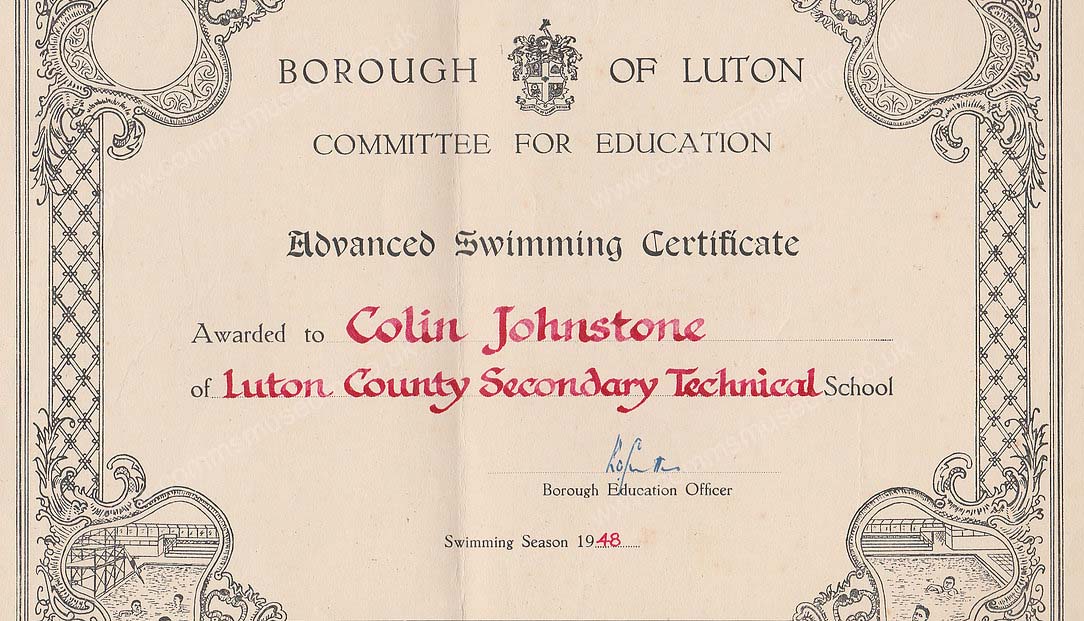 BOROUGH OF LUTON
COMMITTEE FOR EDUCATION
Advanced Swimming Certificate
Awarded to Colin Johnstone
of Luton County Secondary Technical School
Borough Education Officer
Swimming Season 1948